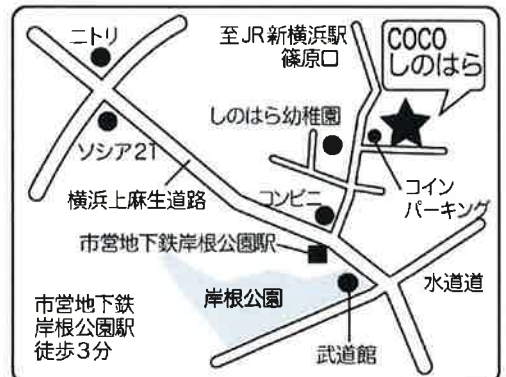 ニトリ
至JR新横浜駅
篠原口
COCO
しのはら
しのはら幼稚園
ソシア21
コイン
パーキング
横浜上麻生道路
コンビニ
市営地下鉄岸根公園駅
水道道
岸根公園
市営地下鉄
岸根公園駅
徒歩3分
武道館